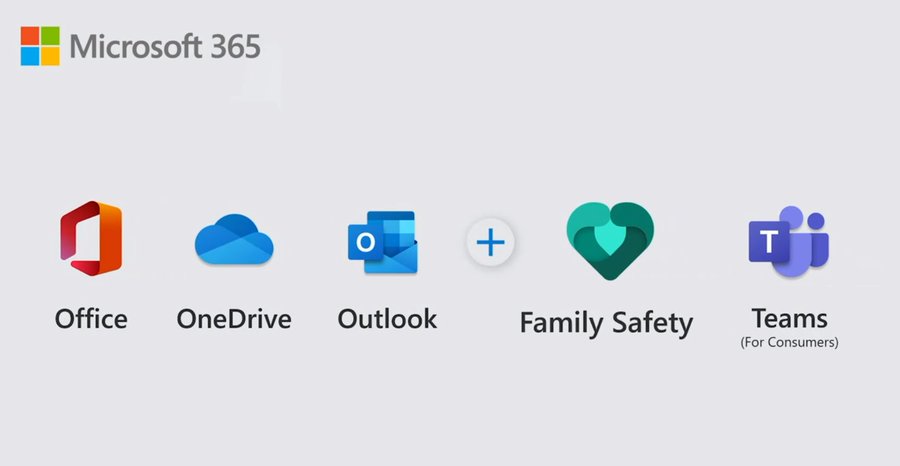 Microsoft 365
Office
OneDrive
O
Outlook
Family Safety
T
Teams
(For Consumers)